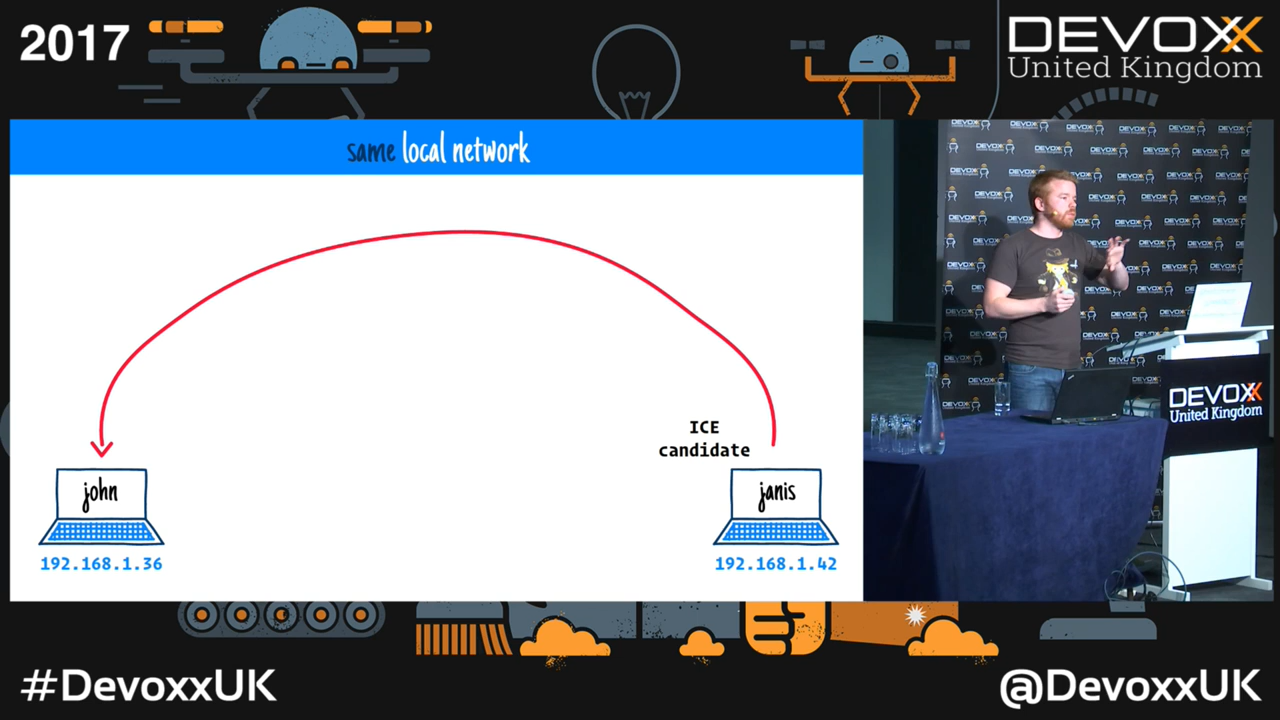 2017
DEVOXX
United Kingdom
same local network
ICE
candidate
john
janis
192.168.1.36
192.168.1.42
DEVOXX
United Kingdom
#DevoxxUK
@DevoxxUK